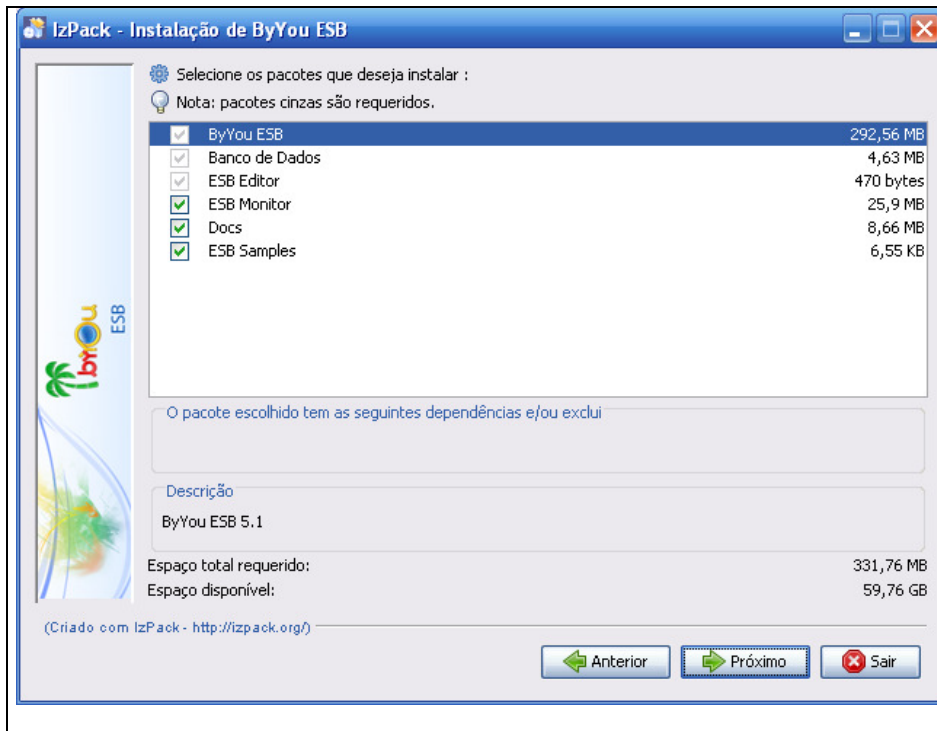 IzPack - Instalação de ByYou ESB
Selecione os pacotes que deseja instalar :
Nota: pacotes cinzas são requeridos.
ByYou ESB 292,56 MB
Banco de Dados 4,63 MB
ESB Editor 470 bytes
ESB Monitor 25,9 MB
Docs 8,66 MB
ESB Samples 6,55 KB
byYou
ESB
O pacote escolhido tem as seguintes dependências e/ou exclui
Descrição
ByYou ESB 5.1
Espaço total requerido: 331,76 MB
Espaço disponível: 59,76 GB
(Criado com IzPack - http://izpack.org/)
Anterior Próximo Sair